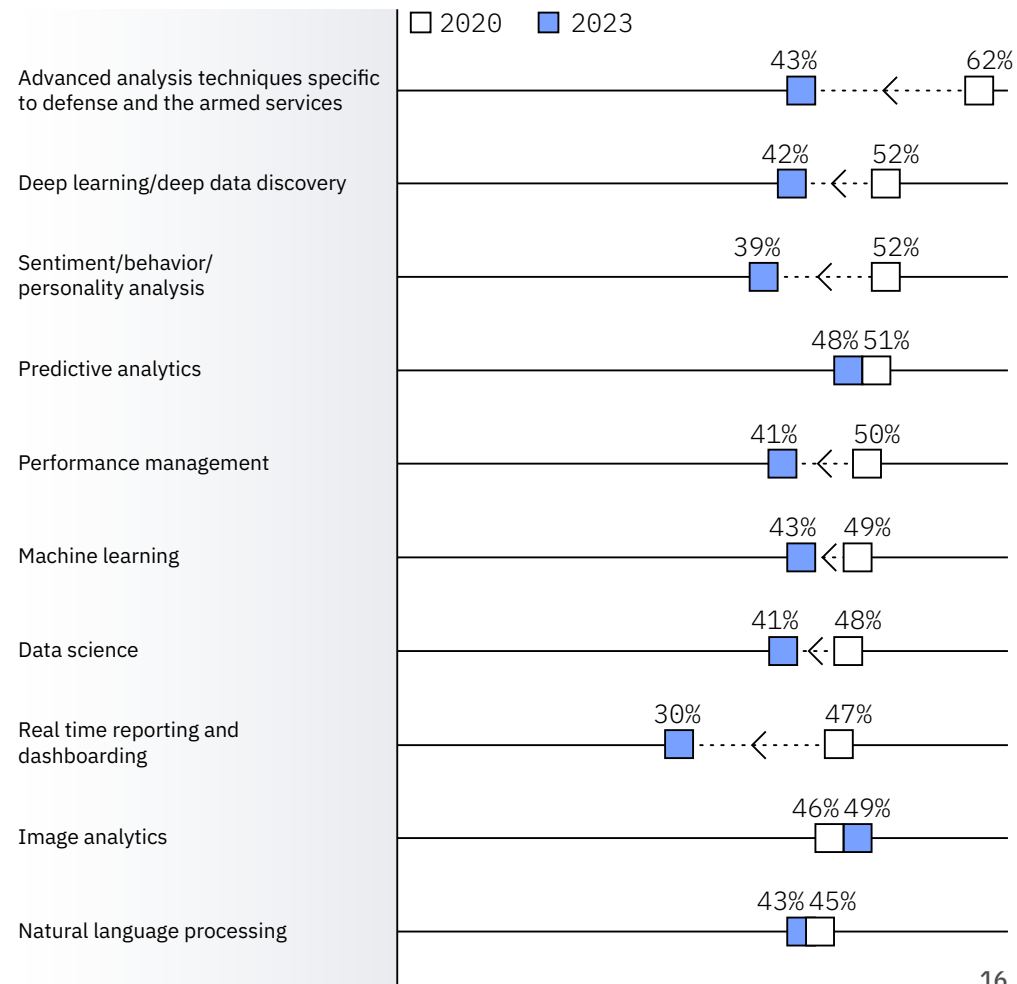 2020 2023
43% 62%
Advanced analysis techniques specific
to defense and the armed services
42% 52%
Deep learning/deep data discovery
39% 52%
Sentiment/behavior/
personality analysis
48% 51%
Predictive analytics
41% 50%
Performance management
43% 49%
Machine learning
41% 48%
Data science
30% 47%
Real time reporting and
dashboarding
46% 49%
Image analytics
43% 45%
Natural language processing
16